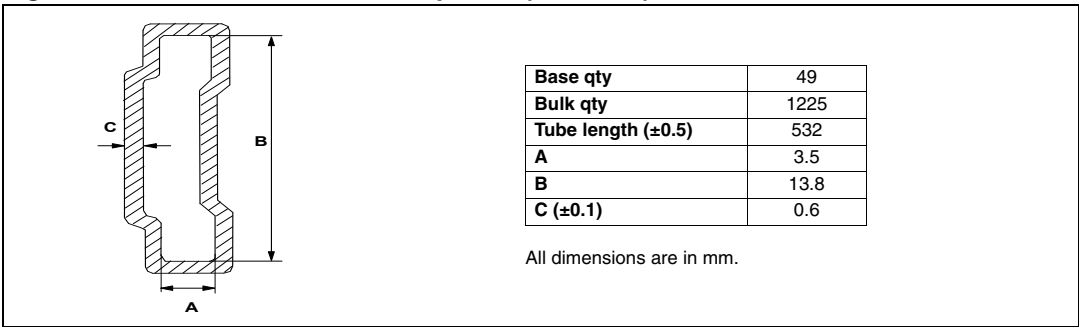 C
B
A
Base qty 49
Bulk qty 1225
Tube length (±0.5) 532
A 3.5
B 13.8
C (±0.1) 0.6
All dimensions are in mm.